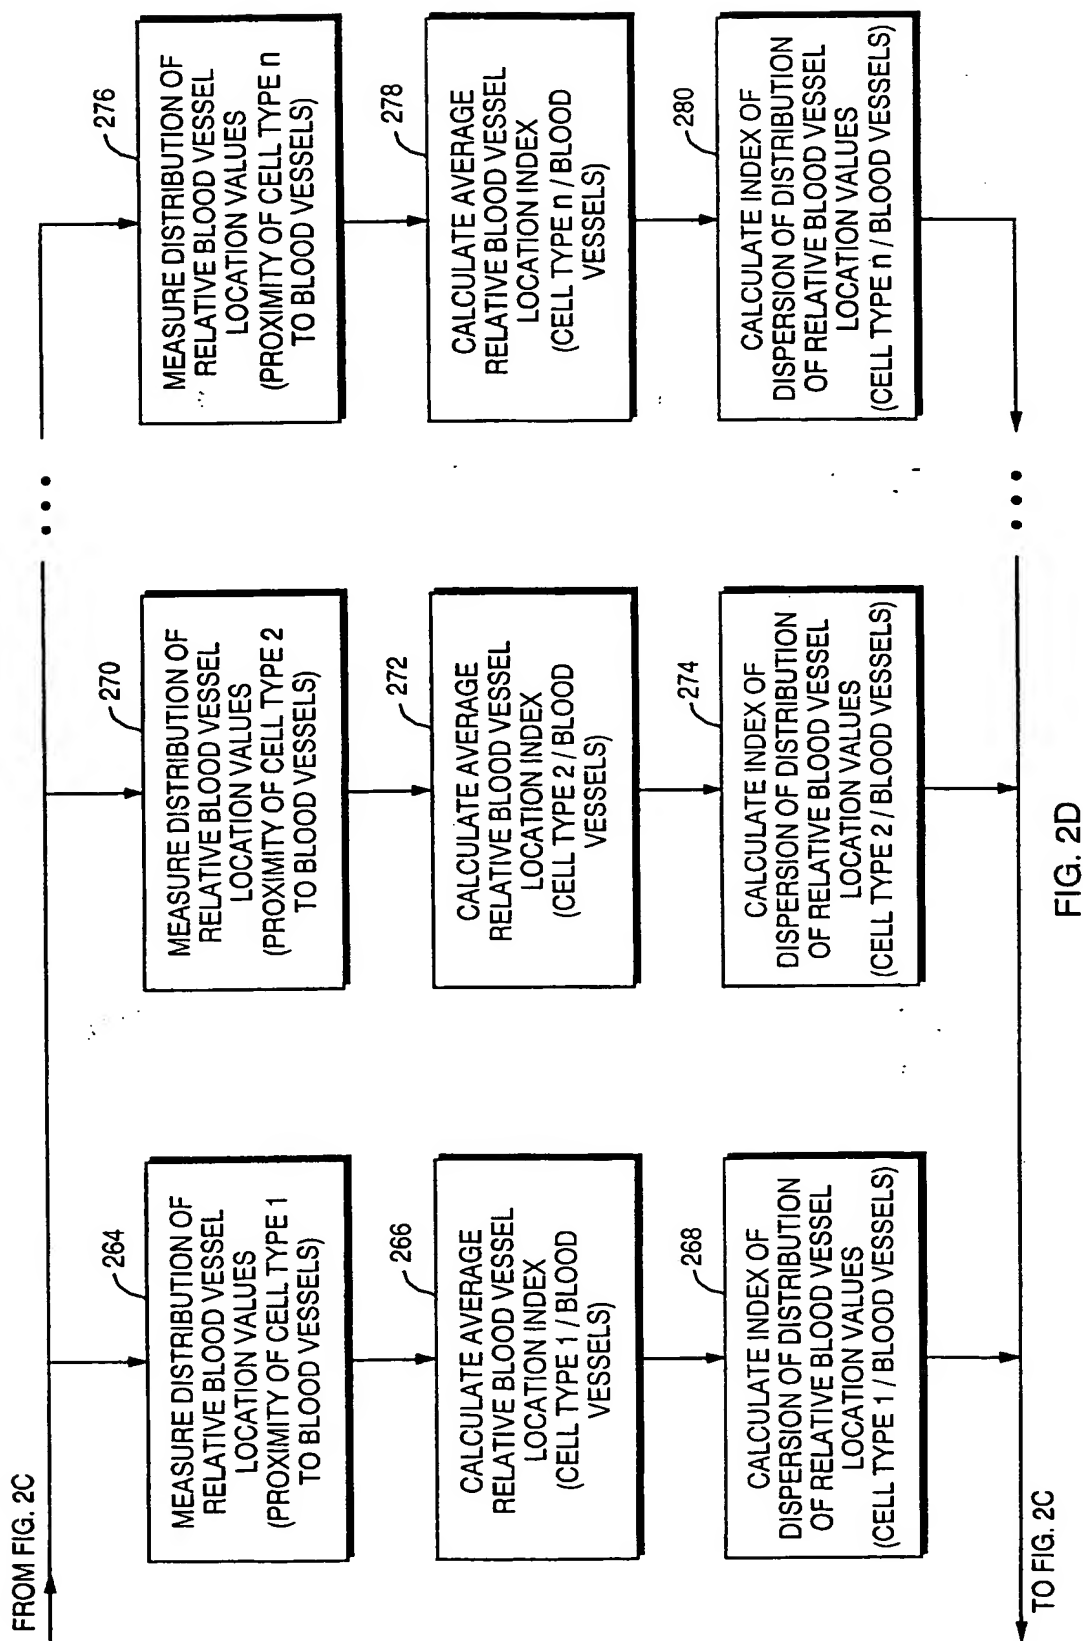 FROM FIG. 2C
264
MEASURE DISTRIBUTION OF
RELATIVE BLOOD VESSEL
LOCATION VALUES
(PROXIMITY OF CELL TYPE 1
TO BLOOD VESSELS)
266
CALCULATE AVERAGE
RELATIVE BLOOD VESSEL
LOCATION INDEX
(CELL TYPE 1 / BLOOD
VESSELS)
268
CALCULATE INDEX OF
DISPERSION OF DISTRIBUTION
OF RELATIVE BLOOD VESSEL
LOCATION VALUES
(CELL TYPE 1 / BLOOD VESSELS)
270
MEASURE DISTRIBUTION OF
RELATIVE BLOOD VESSEL
LOCATION VALUES
(PROXIMITY OF CELL TYPE 2
TO BLOOD VESSELS)
272
CALCULATE AVERAGE
RELATIVE BLOOD VESSEL
LOCATION INDEX
(CELL TYPE 2 / BLOOD
VESSELS)
274
CALCULATE INDEX OF
DISPERSION OF DISTRIBUTION
OF RELATIVE BLOOD VESSEL
LOCATION VALUES
(CELL TYPE 2 / BLOOD VESSELS)
• • •
276
MEASURE DISTRIBUTION OF
RELATIVE BLOOD VESSEL
LOCATION VALUES
(PROXIMITY OF CELL TYPE n
TO BLOOD VESSELS)
278
CALCULATE AVERAGE
RELATIVE BLOOD VESSEL
LOCATION INDEX
(CELL TYPE n / BLOOD
VESSELS)
280
CALCULATE INDEX OF
DISPERSION OF DISTRIBUTION
OF RELATIVE BLOOD VESSEL
LOCATION VALUES
(CELL TYPE n / BLOOD VESSELS)
• • •
TO FIG. 2C
FIG. 2D